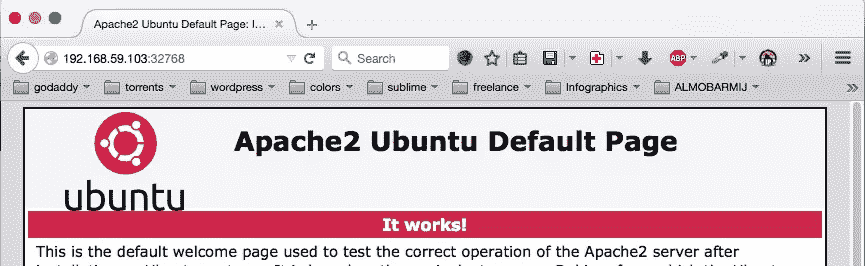 Apache2 Ubuntu Default Page: I...
192.168.59.103:32768
Search
ABP
godaddy torrents wordpress colors sublime freelance Infographics ALMOBARMIJ
ubuntu
Apache2 Ubuntu Default Page
It works!
This is the default welcome page used to test the correct operation of the Apache2 server after